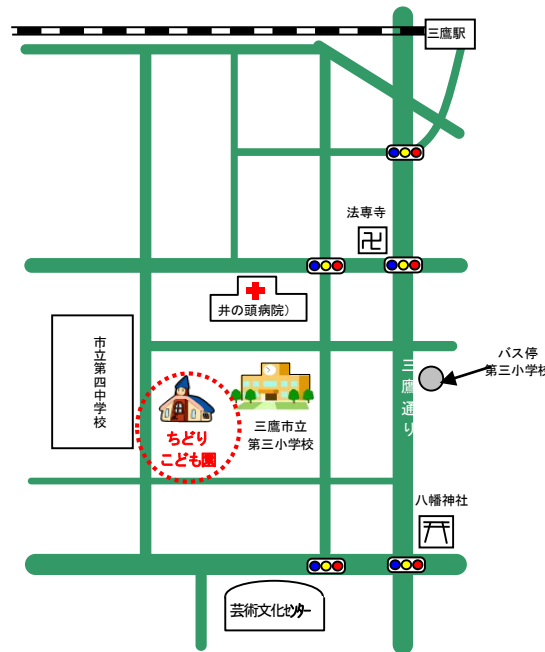 三鷹駅
法専寺
井の頭病院）
市立第四中学校
三鷹通り
バス停
第三小学校
三鷹市立
第三小学校
ちどり
こども園
八幡神社
芸術文化センター